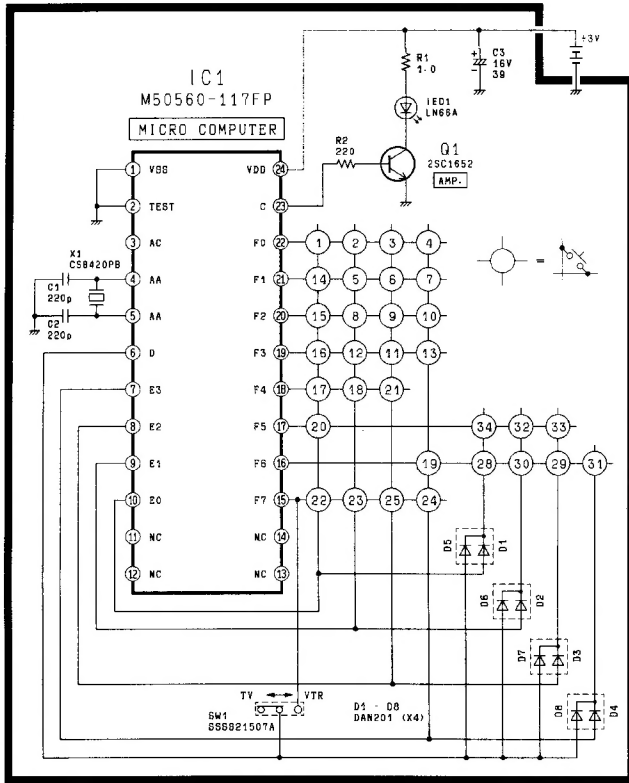 +3V
C3
16V
39
R1
1.0
IC1
M50560-117FP
MICRO COMPUTER
LED1
LN66A
R2
220
Q1
2SC1652
AMP.
1 VSS VDD 24
2 TEST C 23
3 AC F0 22 1 2 3 4
X1
CSB420PB
C1
220p
4 AA F1 21 14 5 6 7
=
C2
220p
5 AA F2 20 15 8 9 10
6 D F3 19 16 12 11 13
7 E3 F4 18 17 18 21
8 E2 F5 17 20 34 32 33
9 E1 F6 16 19 28 30 29 31
10 E0 F7 15 22 23 25 24
11 NC NC 14
12 NC NC 13
D5 D1
D6 D2
D7 D3
D8 D4
TV VTR
SW1
SSS821507A
D1 - D8
DAN201 (X4)